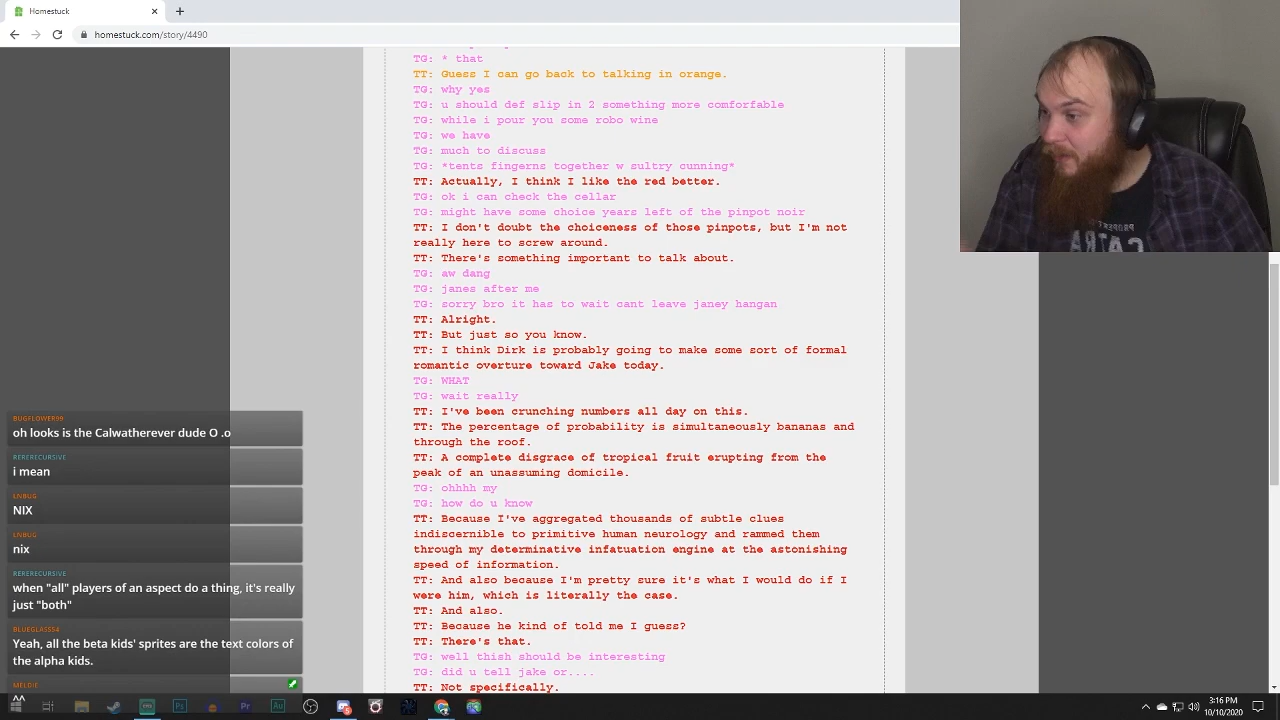 Homestuck
homestuck.com/story/4490
TG: * that
TT: Guess I can go back to talking in orange.
TG: why yes
TG: u should def slip in 2 something more comforfable
TG: while i pour you some robo wine
TG: we have
TG: much to discuss
TG: *tents fingerns together w sultry cunning*
TT: Actually, I think I like the red better.
TG: ok i can check the cellar
TG: might have some choice years left of the pinpot noir
TT: I don't doubt the choiceness of those pinpots, but I'm not
really here to screw around.
TT: There's something important to talk about.
TG: aw dang
TG: janes after me
TG: sorry bro it has to wait cant leave janey hangan
TT: Alright.
TT: But just so you know.
TT: I think Dirk is probably going to make some sort of formal
romantic overture toward Jake today.
TG: WHAT
TG: wait really
TT: I've been crunching numbers all day on this.
TT: The percentage of probability is simultaneously bananas and
through the roof.
TT: A complete disgrace of tropical fruit erupting from the
peak of an unassuming domicile.
TG: ohhhh my
TG: how do u know
TT: Because I've aggregated thousands of subtle clues
indiscernible to primitive human neurology and rammed them
through my determinative infatuation engine at the astonishing
speed of information.
TT: And also because I'm pretty sure it's what I would do if I
were him, which is literally the case.
TT: And also.
TT: Because he kind of told me I guess?
TT: There's that.
TG: well thish should be interesting
TG: did u tell jake or....
TT: Not specifically.
BUGFLOWER99
oh looks is the Calwatherever dude O .o
RERERECURSIVE
i mean
LNBUG
NIX
LNBUG
nix
RERERECURSIVE
when "all" players of an aspect do a thing, it's really
just "both"
BLUEGLASS54
Yeah, all the beta kids' sprites are the text colors of
the alpha kids.
MELDIE
^^
3:16 PM
10/10/2020